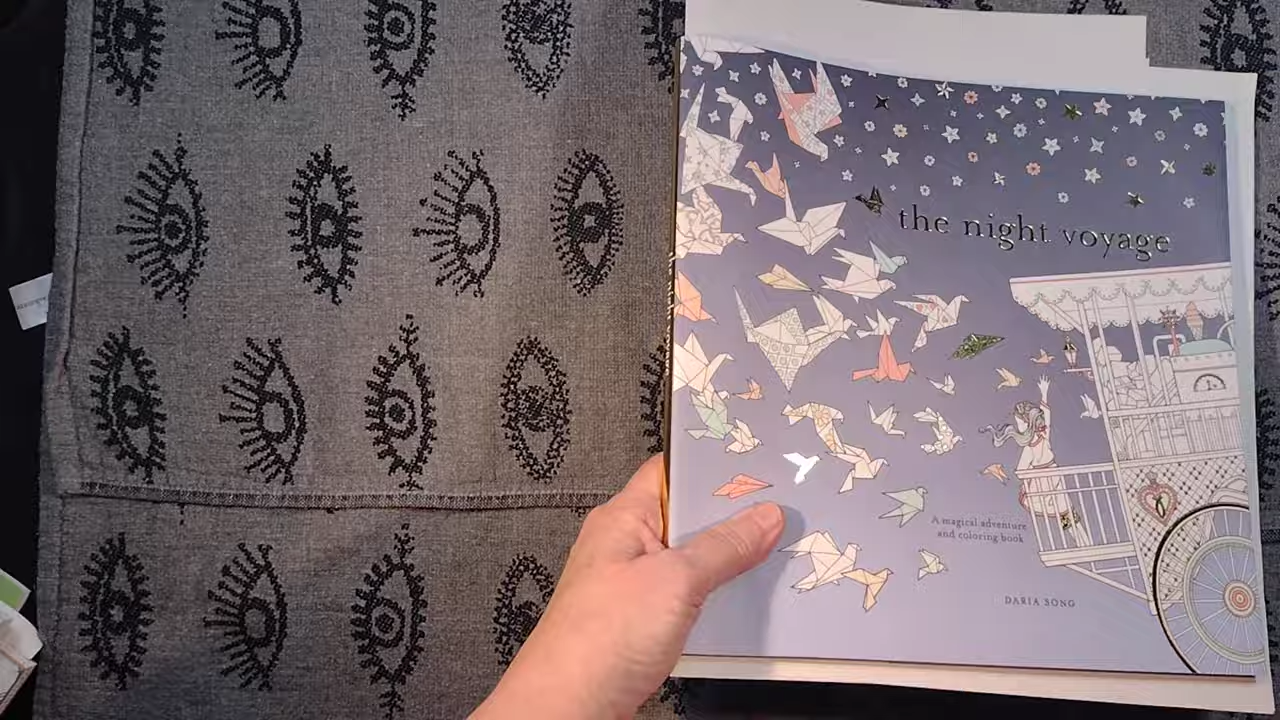 the night voyage
A magical adventure
and coloring book
DARIA SONG